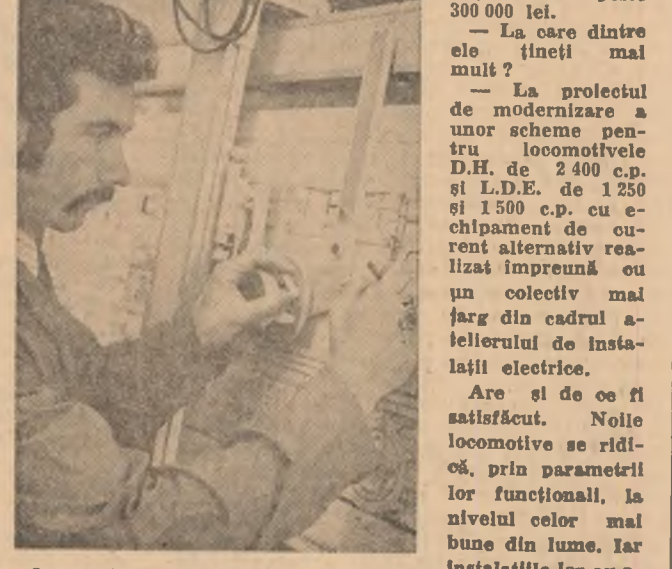 300 000 lei.
— La care dintre
ele țineți mai
mult ?
— La proiectul
de modernizare a
unor scheme pen-
tru locomotivele
D.H. de 2 400 c.p.
și L.D.E. de 1 250
și 1 500 c.p. cu e-
chipament de cu-
rent alternativ rea-
lizat împreună cu
un colectiv mai
larg din cadrul a-
telierului de insta-
lații electrice.
Are și de ce fi
satisfăcut. Noile
locomotive se ridi-
că, prin parametrii
lor funcționali, la
nivelul celor mai
bune din lume. Iar
instalațiile lor